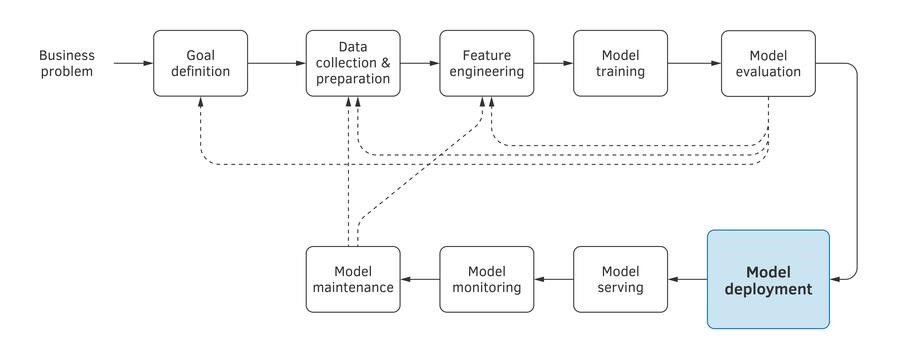 Business
problem
Goal
definition
Data
collection &
preparation
Feature
engineering
Model
training
Model
evaluation
Model
maintenance
Model
monitoring
Model
serving
Model
deployment